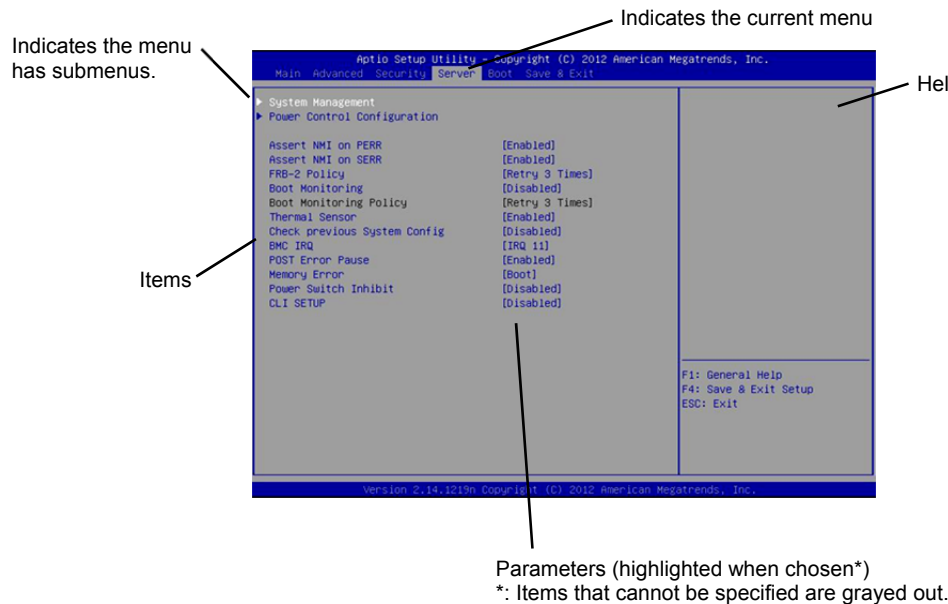 Indicates the current menu
Indicates the menu
has submenus.
Aptio Setup Utility - Copyright (C) 2012 American Megatrends, Inc.
Main Advanced Security Server Boot Save & Exit
Hel
System Management
Power Control Configuration
Assert NMI on PERR [Enabled]
Assert NMI on SERR [Enabled]
FRB-2 Policy [Retry 3 Times]
Boot Monitoring [Disabled]
Boot Monitoring Policy [Retry 3 Times]
Thermal Sensor [Enabled]
Check previous System Config [Disabled]
BMC IRQ [IRQ 11]
POST Error Pause [Enabled]
Memory Error [Boot]
Power Switch Inhibit [Disabled]
CLI SETUP [Disabled]
Items
F1: General Help
F4: Save & Exit Setup
ESC: Exit
Version 2.14.1219n Copyright (C) 2012 American Megatrends, Inc.
Parameters (highlighted when chosen*)
*: Items that cannot be specified are grayed out.